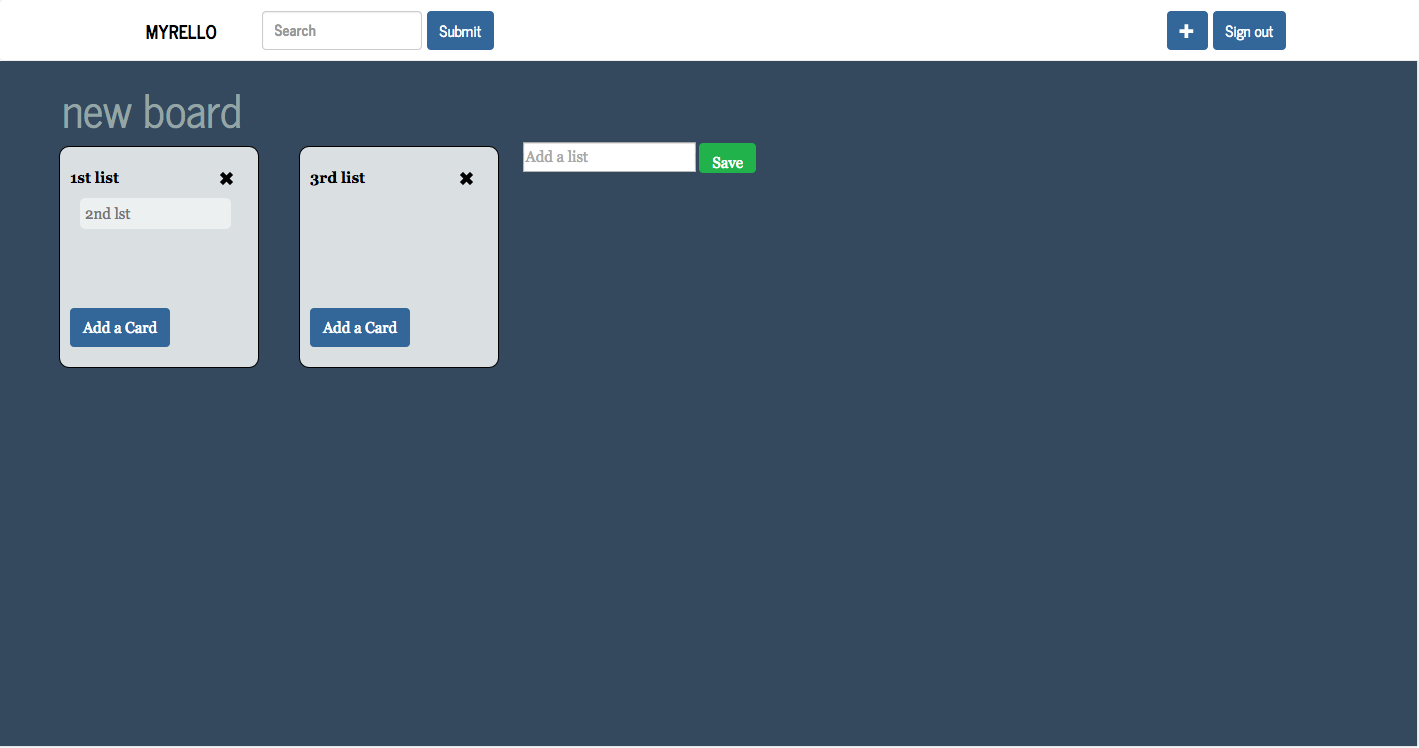 MYRELLO
Search
Submit
Sign out
new board
1st list
2nd lst
Add a Card
3rd list
Add a Card
Add a list
Save